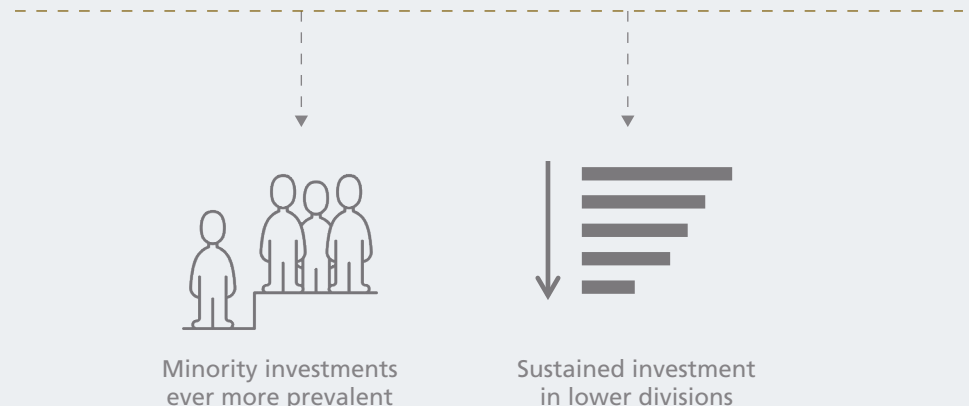 Minority investments
ever more prevalent
Sustained investment
in lower divisions